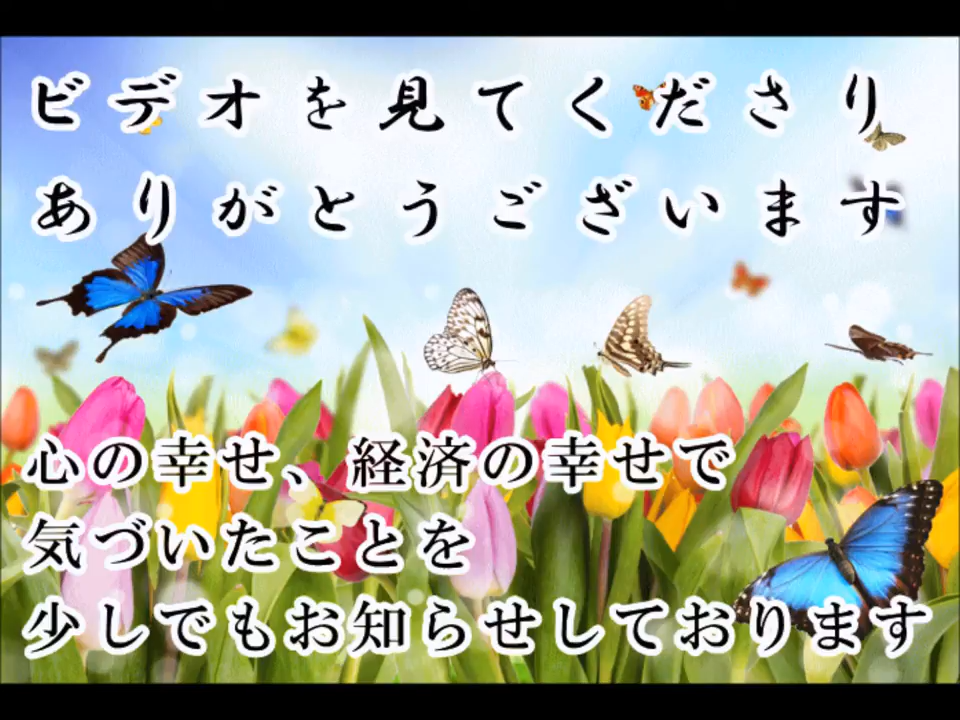 ビデオを見てくださり
ありがとうございます
心の幸せ、経済の幸せで
気づいたことを
少しでもお知らせしております